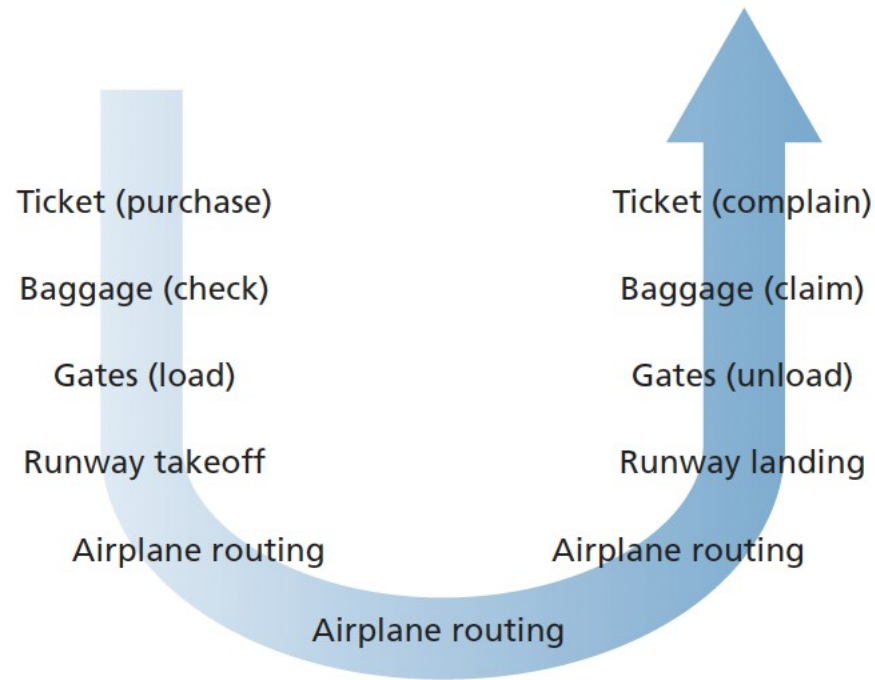 Ticket (purchase)
Baggage (check)
Gates (load)
Runway takeoff
Airplane routing
Airplane routing
Airplane routing
Runway landing
Gates (unload)
Baggage (claim)
Ticket (complain)